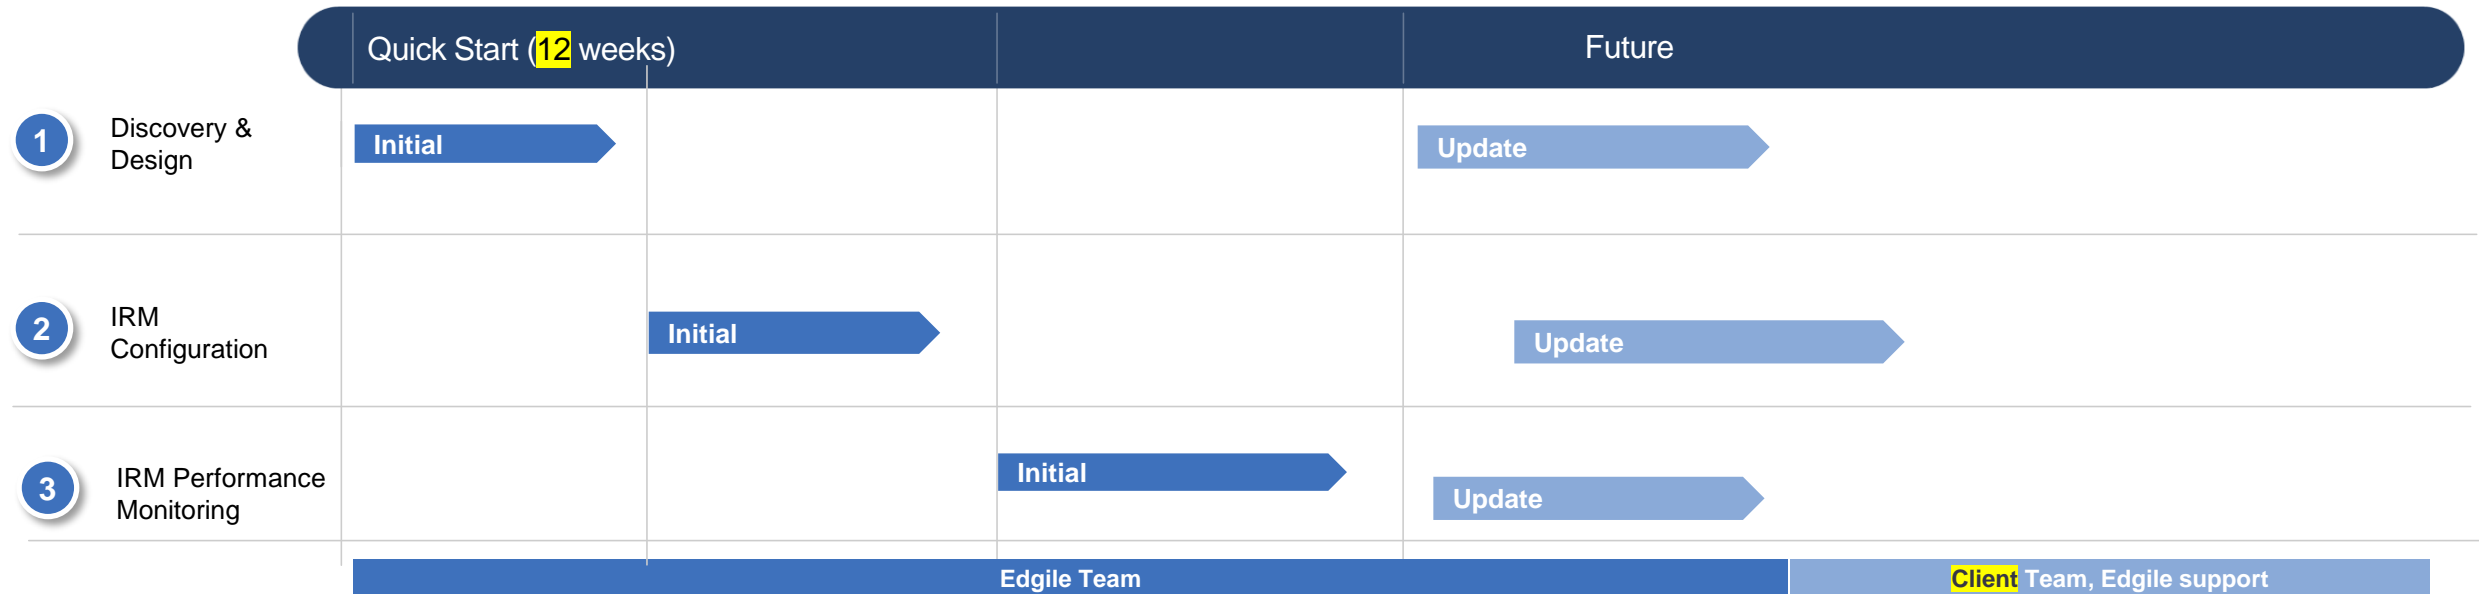 Quick Start (12 weeks)
Future
1
Discovery &
Design
Initial
Update
2
IRM
Configuration
Initial
Update
3
IRM Performance
Monitoring
Initial
Update
Edgile Team
Client Team, Edgile support